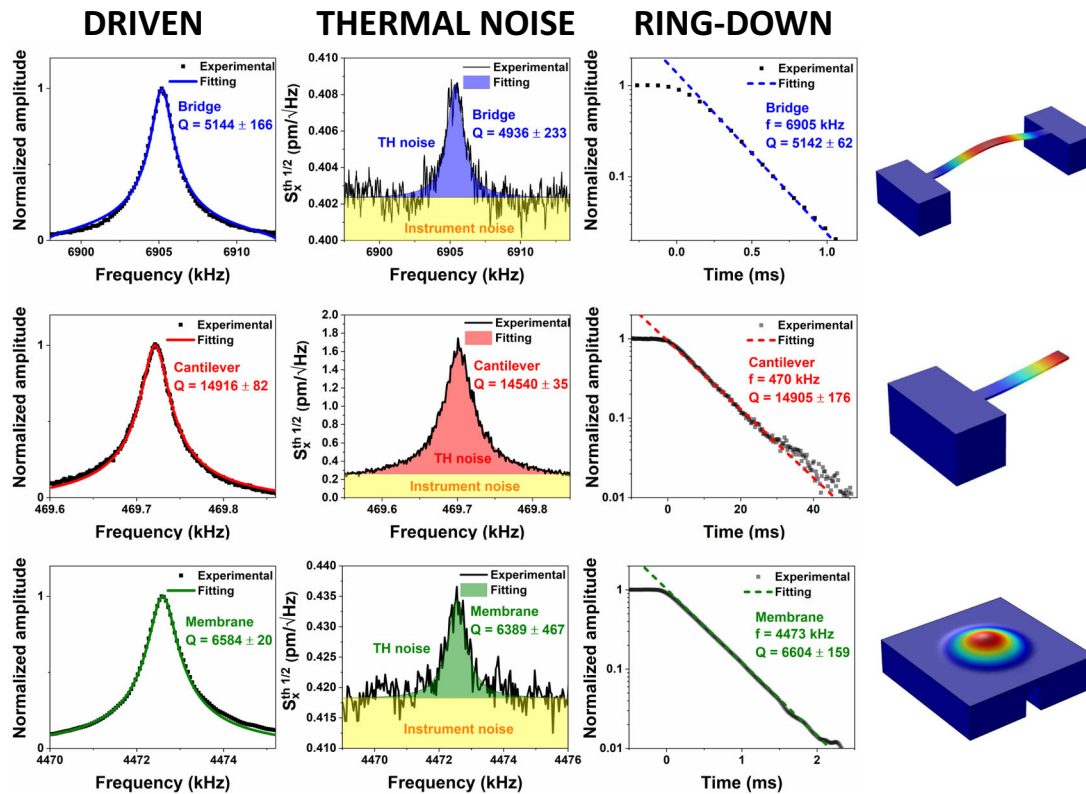 DRIVEN
THERMAL NOISE
RING-DOWN
Normalized amplitude
1
0
6900
6905
6910
Frequency (kHz)
Experimental
Fitting
Bridge
Q = 5144 ± 166
Sₓᵗʰ ¹/² (pm/√Hz)
0.410
0.408
0.406
0.404
0.402
0.400
6900
6905
6910
Frequency (kHz)
Experimental
Fitting
Bridge
Q = 4936 ± 233
TH noise
Instrument noise
Normalized amplitude
1
0.1
0.0
0.5
1.0
Time (ms)
Experimental
Fitting
Bridge
f = 6905 kHz
Q = 5142 ± 62
Normalized amplitude
1
0
469.6
469.7
469.8
Frequency (kHz)
Experimental
Fitting
Cantilever
Q = 14916 ± 82
Sₓᵗʰ ¹/² (pm/√Hz)
2.0
1.8
1.6
1.4
1.2
1.0
0.8
0.6
0.4
0.2
0.0
469.6
469.7
469.8
Frequency (kHz)
Experimental
Fitting
Cantilever
Q = 14540 ± 35
TH noise
Instrument noise
Normalized amplitude
1
0.1
0.01
0
20
40
Time (ms)
Experimental
Fitting
Cantilever
f = 470 kHz
Q = 14905 ± 176
Normalized amplitude
1
0
4470
4472
4474
Frequency (kHz)
Experimental
Fitting
Membrane
Q = 6584 ± 20
Sₓᵗʰ ¹/² (pm/√Hz)
0.440
0.435
0.430
0.425
0.420
0.415
0.410
4470
4472
4474
4476
Frequency (kHz)
Experimental
Fitting
Membrane
Q = 6389 ± 467
TH noise
Instrument noise
Normalized amplitude
1
0.1
0.01
0
1
2
Time (ms)
Experimental
Fitting
Membrane
f = 4473 kHz
Q = 6604 ± 159